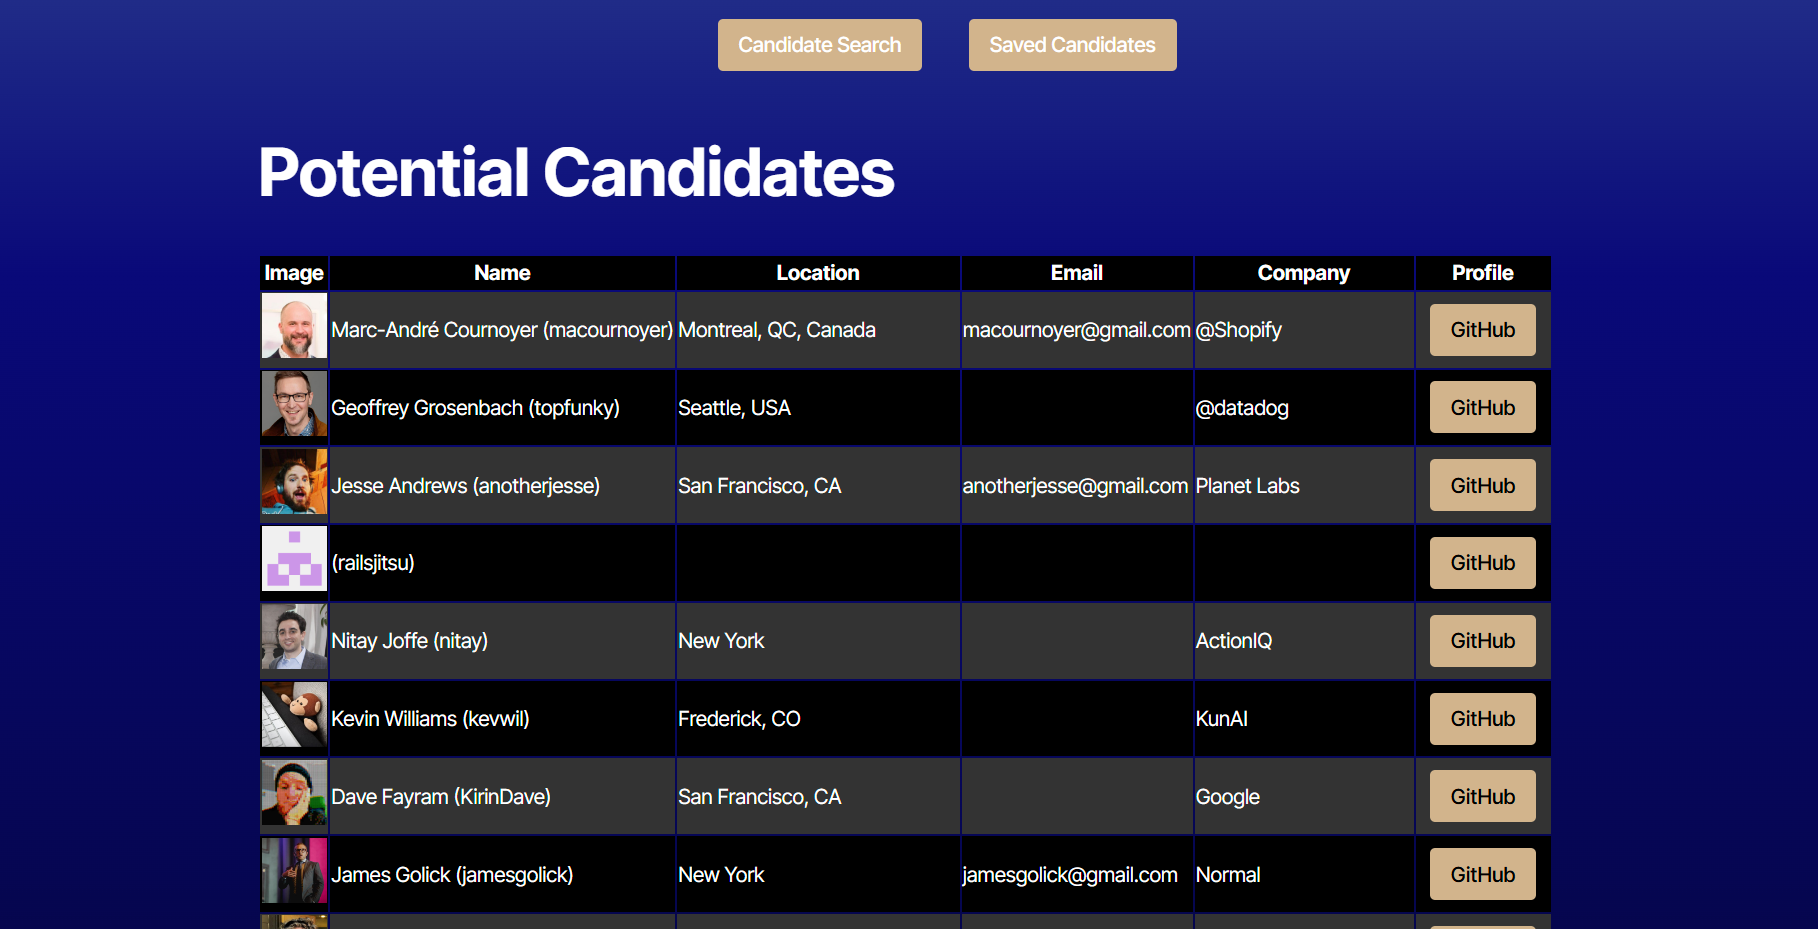 Candidate Search Saved Candidates
Potential Candidates
Image Name Location Email Company Profile
Marc-André Cournoyer (macournoyer) Montreal, QC, Canada macournoyer@gmail.com @Shopify GitHub
Geoffrey Grosenbach (topfunky) Seattle, USA @datadog GitHub
Jesse Andrews (anotherjesse) San Francisco, CA anotherjesse@gmail.com Planet Labs GitHub
(railsjitsu) GitHub
Nitay Joffe (nitay) New York ActionIQ GitHub
Kevin Williams (kevwil) Frederick, CO KunAI GitHub
Dave Fayram (KirinDave) San Francisco, CA Google GitHub
James Golick (jamesgolick) New York jamesgolick@gmail.com Normal GitHub